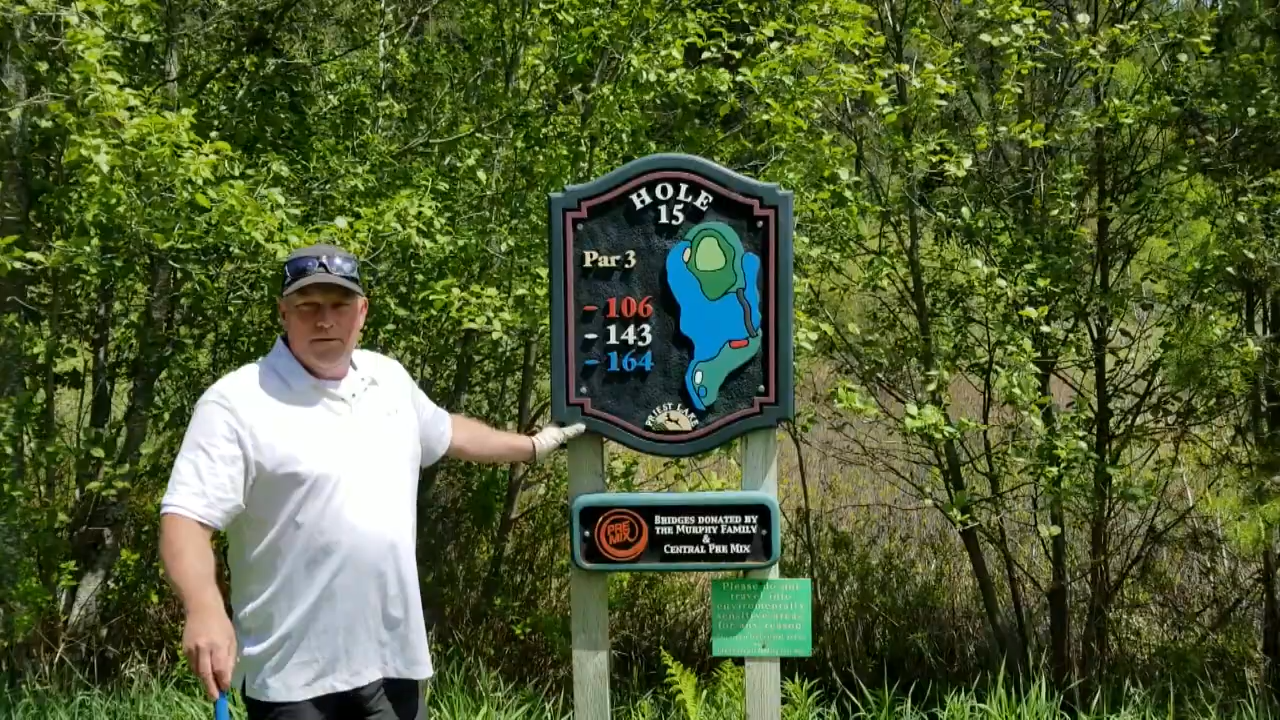 HOLE
15
Par 3
- 106
- 143
- 164
PRIEST LAKE
PRE
MIX
BRIDGES DONATED BY
THE MURPHY FAMILY
&
CENTRAL PRE MIX
Please do not
travel into
enviromentally
sensitive areas
for any reason